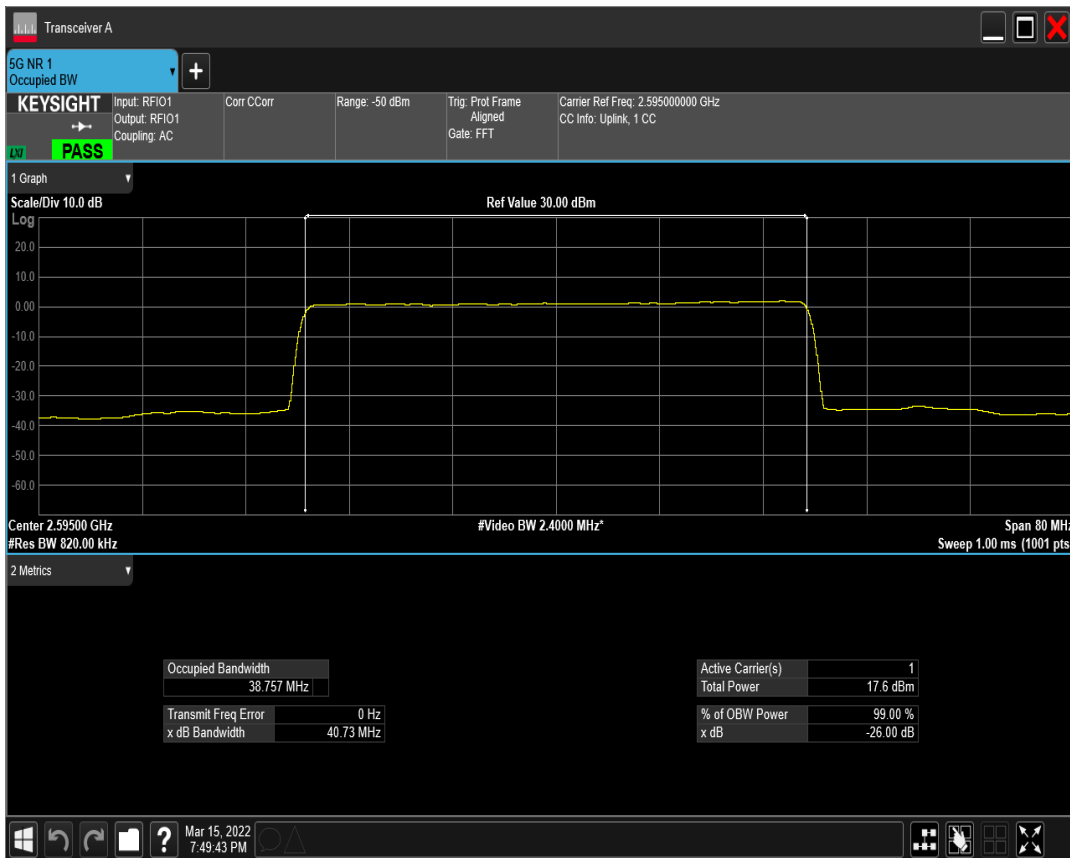 Transceiver A
5G NR 1
Occupied BW
+
KEYSIGHT
LXI
PASS
Input: RFIO1
Output: RFIO1
Coupling: AC
Corr CCorr
Range: -50 dBm
Trig: Prot Frame
Aligned
Gate: FFT
Carrier Ref Freq: 2.595000000 GHz
CC Info: Uplink, 1 CC
1 Graph
Scale/Div 10.0 dB
Ref Value 30.00 dBm
Log
20.0
10.0
0.00
-10.0
-20.0
-30.0
-40.0
-50.0
-60.0
Center 2.59500 GHz
#Video BW 2.4000 MHz*
Span 80 MHz
#Res BW 820.00 kHz
Sweep 1.00 ms (1001 pts
2 Metrics
Occupied Bandwidth
38.757 MHz
Transmit Freq Error 0 Hz
x dB Bandwidth 40.73 MHz
Active Carrier(s) 1
Total Power 17.6 dBm
% of OBW Power 99.00 %
x dB -26.00 dB
?
Mar 15, 2022
7:49:43 PM